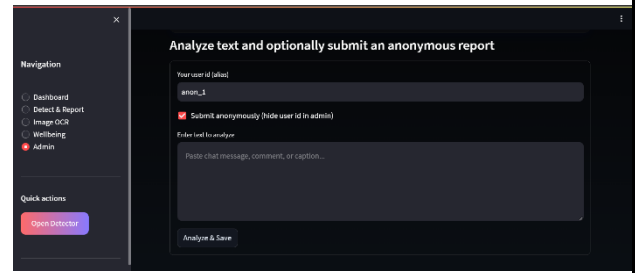 ×
Navigation
Dashboard
Detect & Report
Image OCR
Wellbeing
Admin
Quick actions
Open Detector
Analyze text and optionally submit an anonymous report
Your user id (alias)
anon_1
Submit anonymously (hide user id in admin)
Enter text to analyze
Paste chat message, comment, or caption...
Analyze & Save